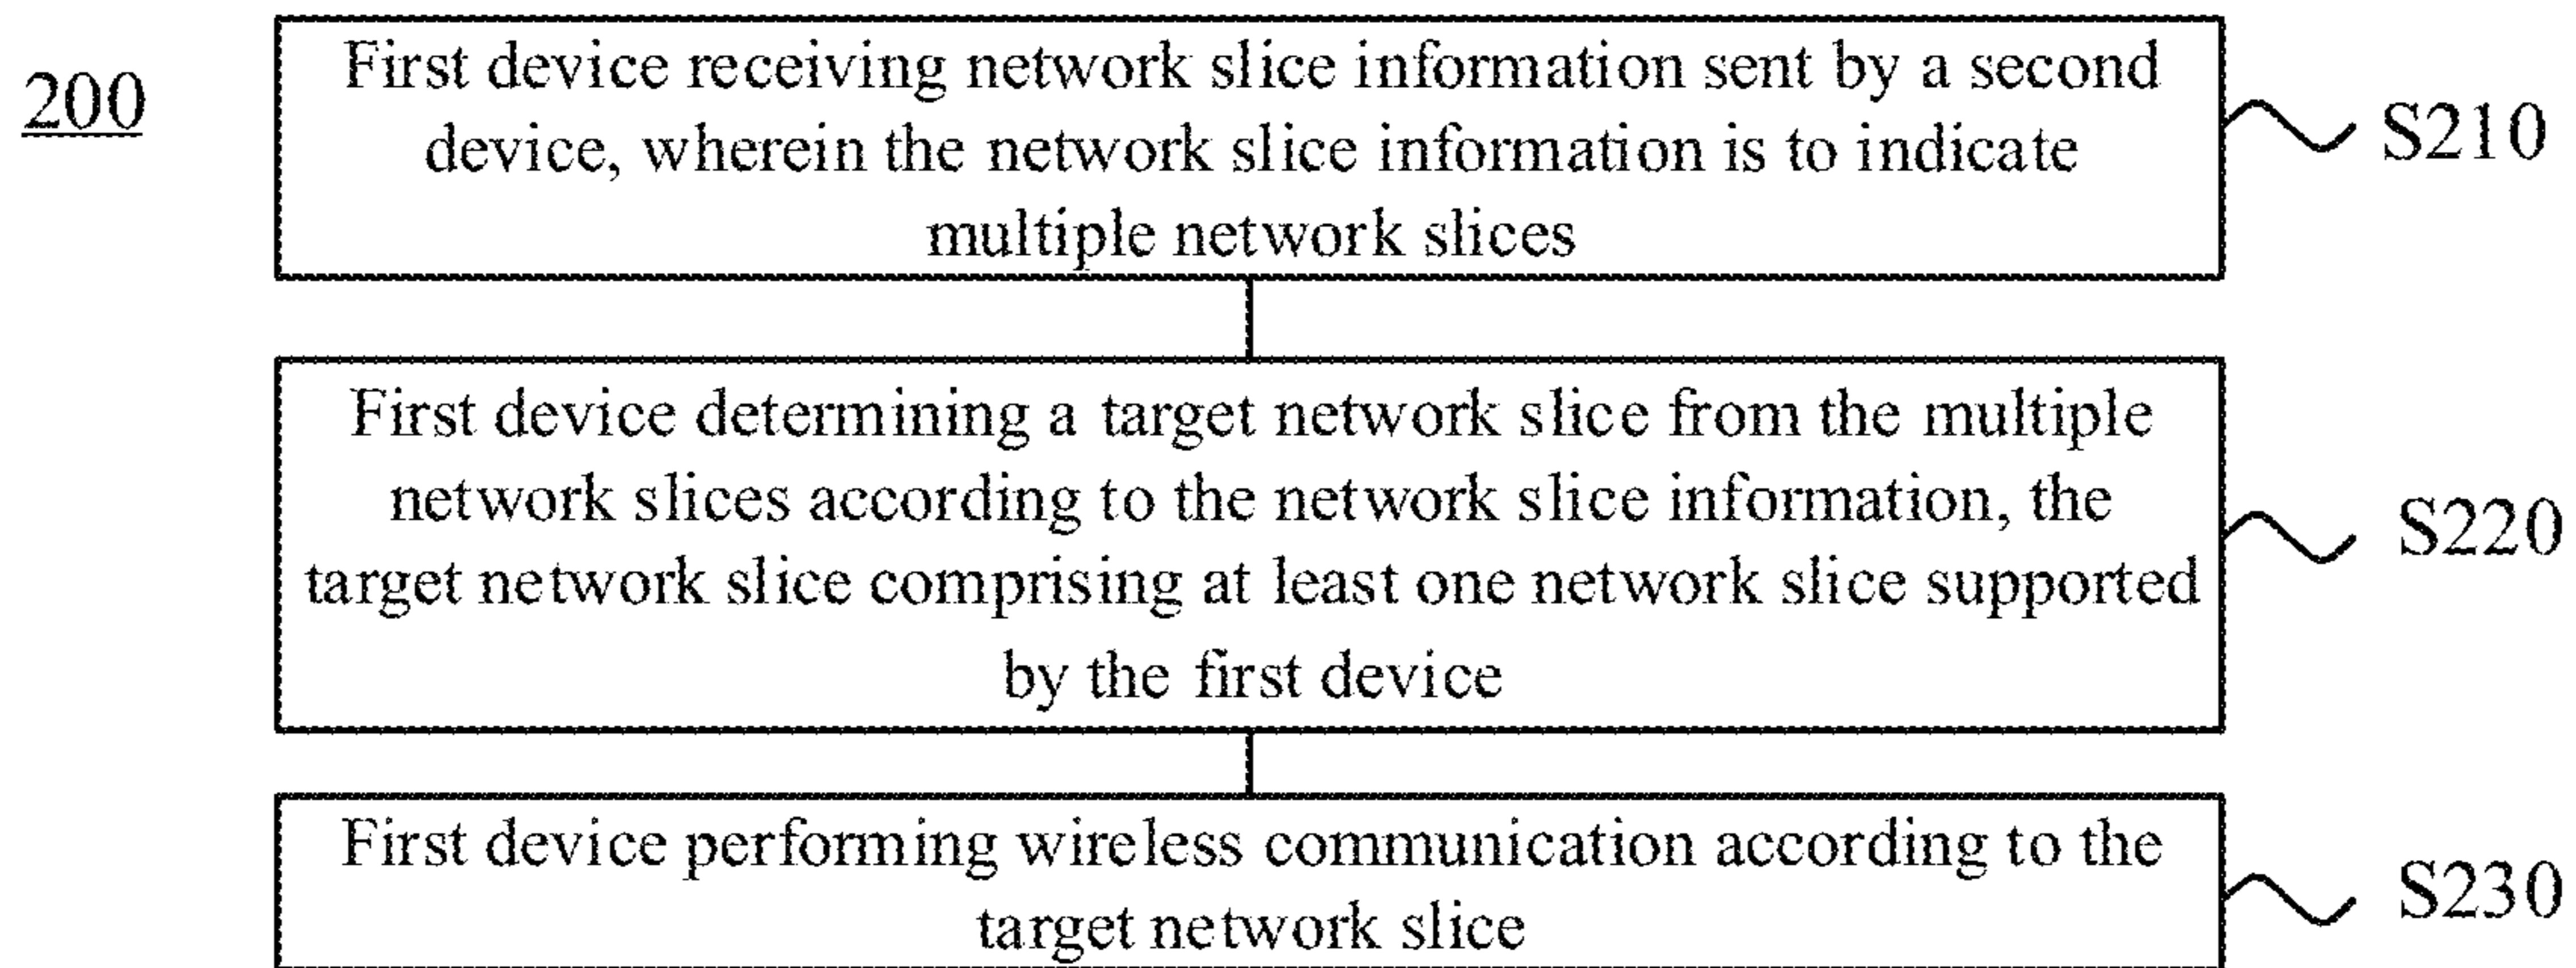 200
First device receiving network slice information sent by a second
device, wherein the network slice information is to indicate
multiple network slices
S210
First device determining a target network slice from the multiple
network slices according to the network slice information, the
target network slice comprising at least one network slice supported
by the first device
S220
First device performing wireless communication according to the
target network slice
S230